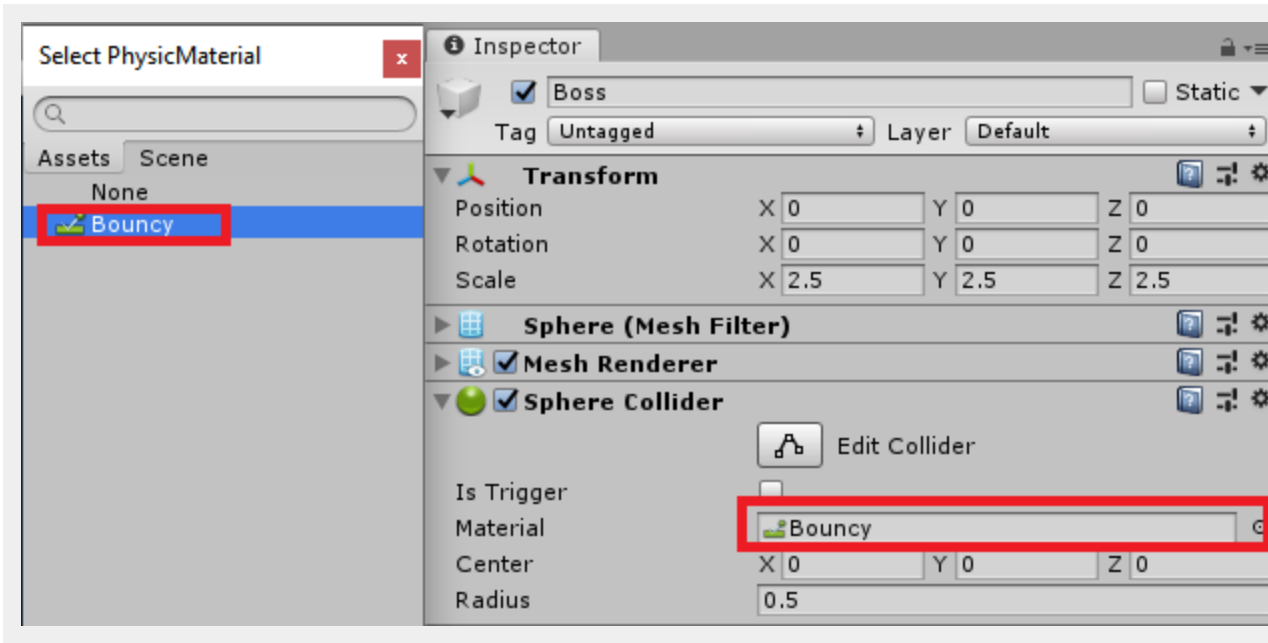 Select PhysicMaterial x
Assets Scene
None
Bouncy
Inspector
Boss Static
Tag Untagged Layer Default
Transform
Position X 0 Y 0 Z 0
Rotation X 0 Y 0 Z 0
Scale X 2.5 Y 2.5 Z 2.5
Sphere (Mesh Filter)
Mesh Renderer
Sphere Collider
Edit Collider
Is Trigger
Material Bouncy
Center X 0 Y 0 Z 0
Radius 0.5